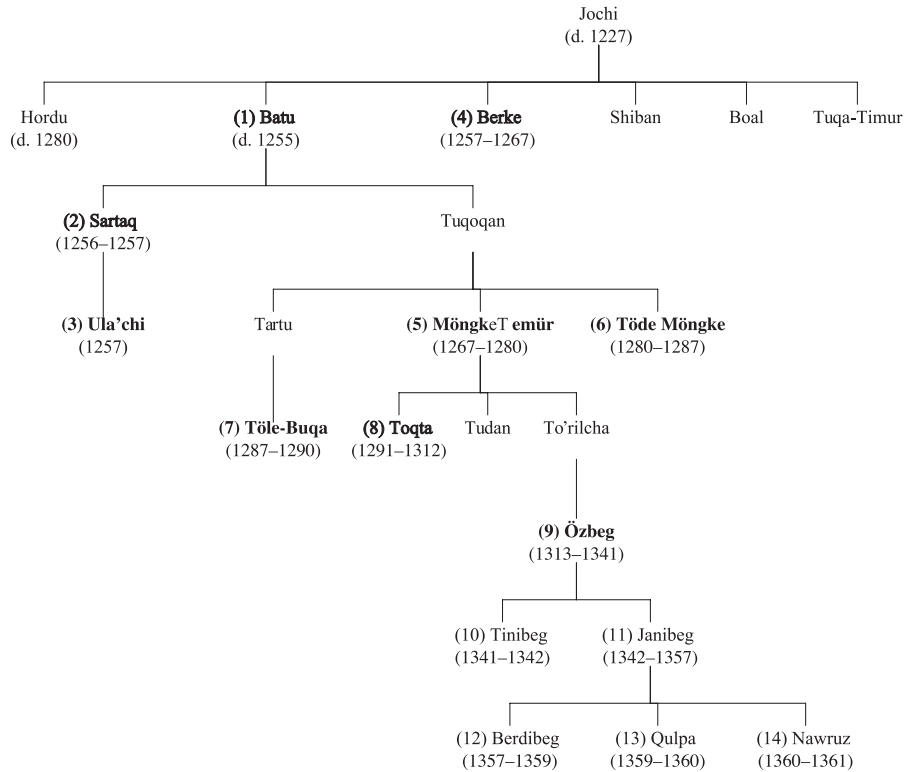 Jochi
(d. 1227)
Hordu
(d. 1280)
(1) Batu
(d. 1255)
(4) Berke
(1257–1267)
Shiban
Boal
Tuqa-Timur
(2) Sartaq
(1256–1257)
Tuqoqan
(3) Ula’chi
(1257)
Tartu
(5) MöngkeT emür
(1267–1280)
(6) Töde Möngke
(1280–1287)
(7) Töle-Buqa
(1287–1290)
(8) Toqta
(1291–1312)
Tudan
To’rilcha
(9) Özbeg
(1313–1341)
(10) Tinibeg
(1341–1342)
(11) Janibeg
(1342–1357)
(12) Berdibeg
(1357–1359)
(13) Qulpa
(1359–1360)
(14) Nawruz
(1360–1361)